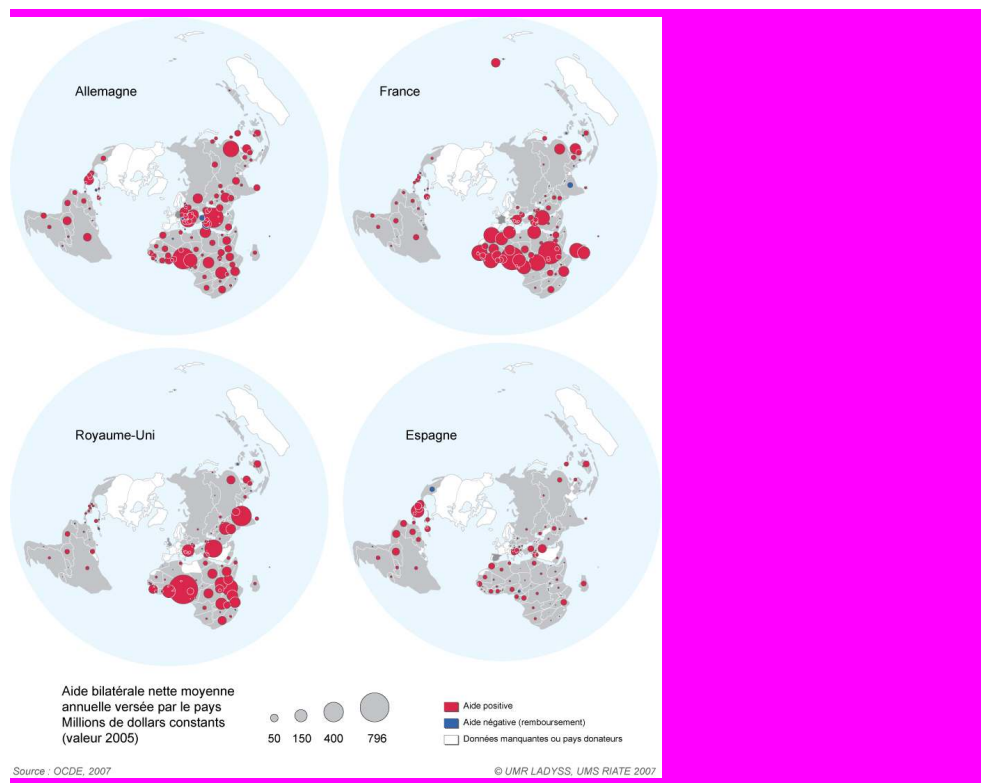 Allemagne
France
Royaume-Uni
Espagne
Aide bilatérale nette moyenne
annuelle versée par le pays
Millions de dollars constants
(valeur 2005)
50 150 400 796
Aide positive
Aide négative (remboursement)
Données manquantes ou pays donateurs
Source : OCDE, 2007
© UMR LADYSS, UMS RIATE 2007